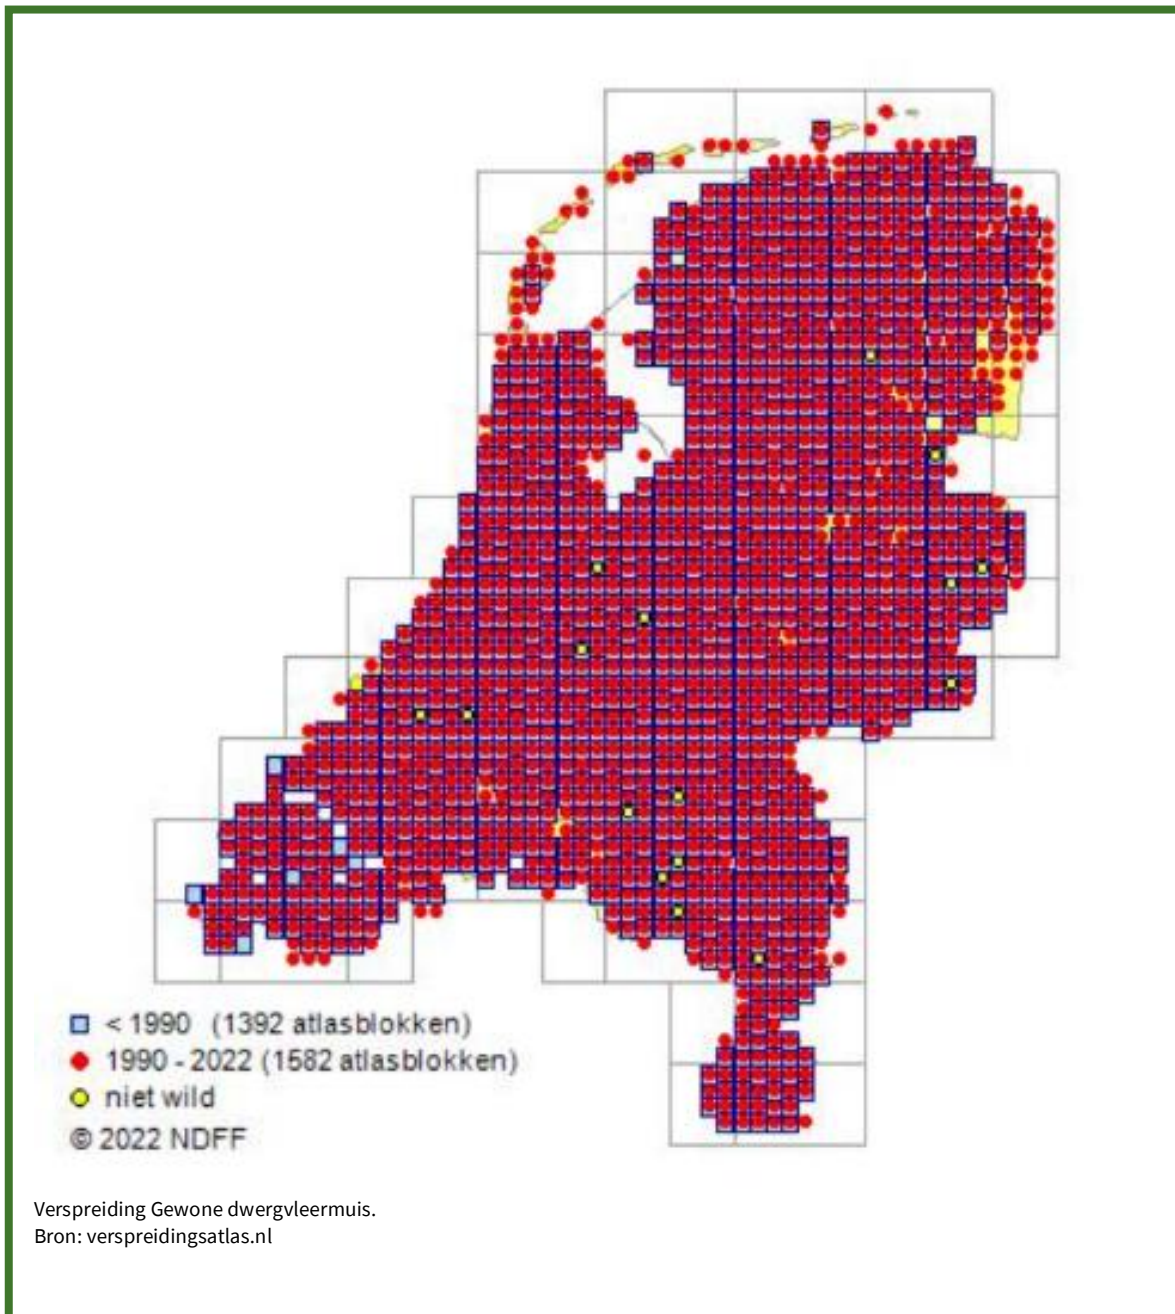 < 1990 (1392 atlasblokken)
1990 - 2022 (1582 atlasblokken)
niet wild
© 2022 NDFF
Verspreiding Gewone dwergvleermuis.
Bron: verspreidingsatlas.nl